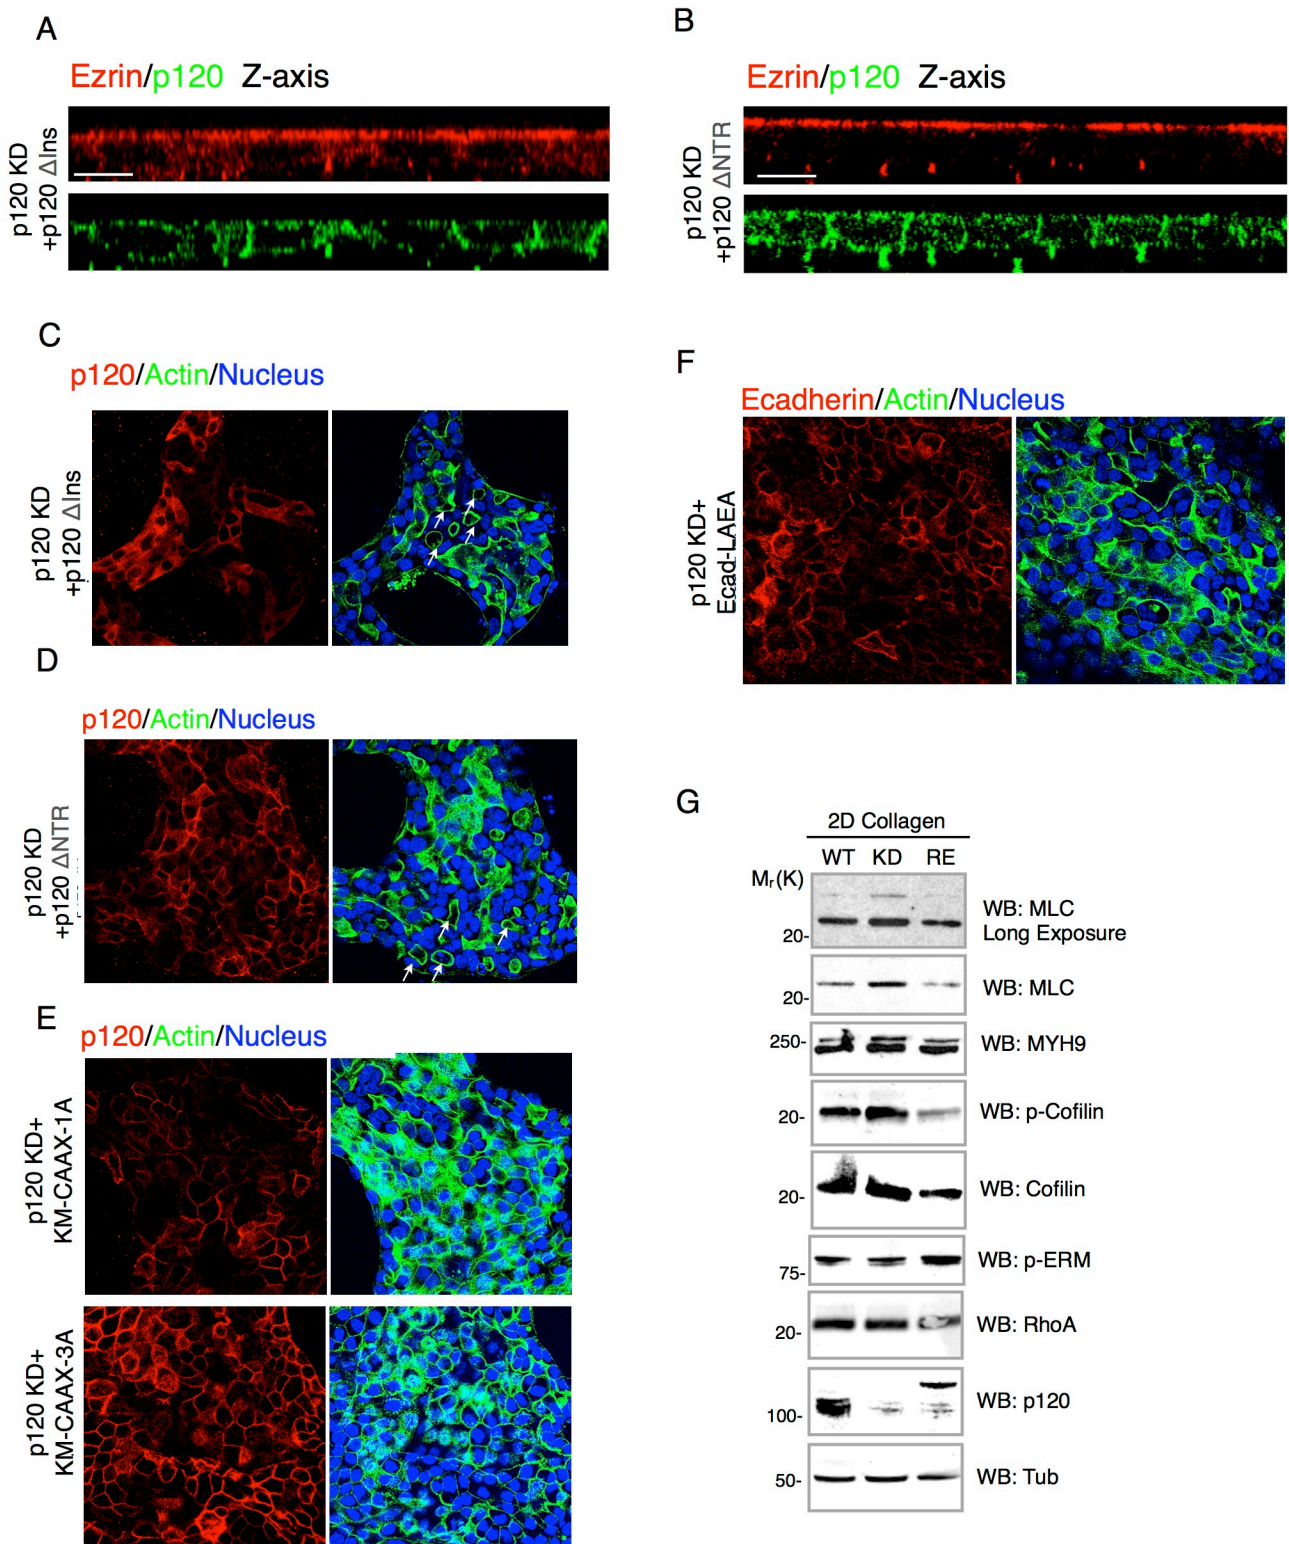 A
Ezrin/p120 Z-axis
p120 KD
+p120 ΔIns
B
Ezrin/p120 Z-axis
p120 KD
+p120 ΔNTR
C
p120/Actin/Nucleus
p120 KD
+p120 ΔIns
D
p120/Actin/Nucleus
p120 KD
+p120 ΔNTR
E
p120/Actin/Nucleus
p120 KD+
KM-CAAX-1A
p120 KD+
KM-CAAX-3A
F
Ecadherin/Actin/Nucleus
p120 KD+
Ecad-LAEA
G
2D Collagen
WT KD RE
Mr(K)
20-
WB: MLC
Long Exposure
20-
WB: MLC
250-
WB: MYH9
20-
WB: p-Cofilin
20-
WB: Cofilin
75-
WB: p-ERM
20-
WB: RhoA
100-
WB: p120
50-
WB: Tub